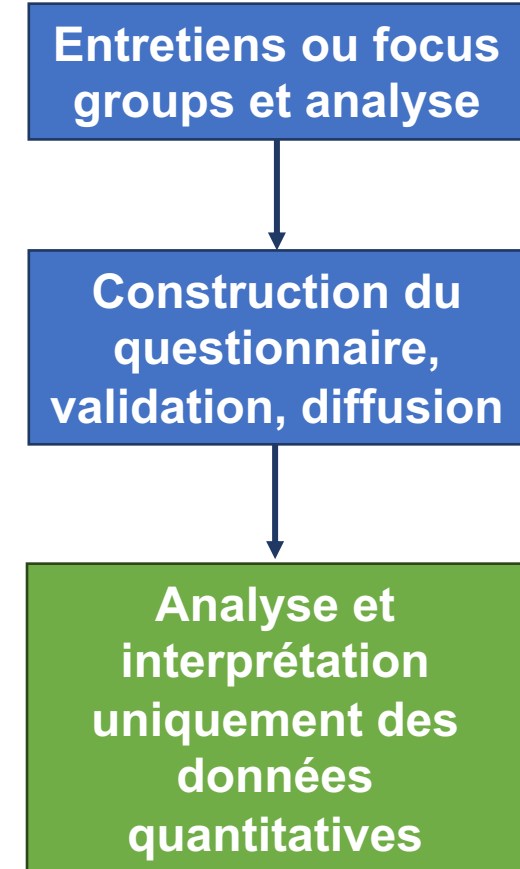 Entretiens ou focus
groups et analyse
Construction du
questionnaire,
validation, diffusion
Analyse et
interprétation
uniquement des
données
quantitatives